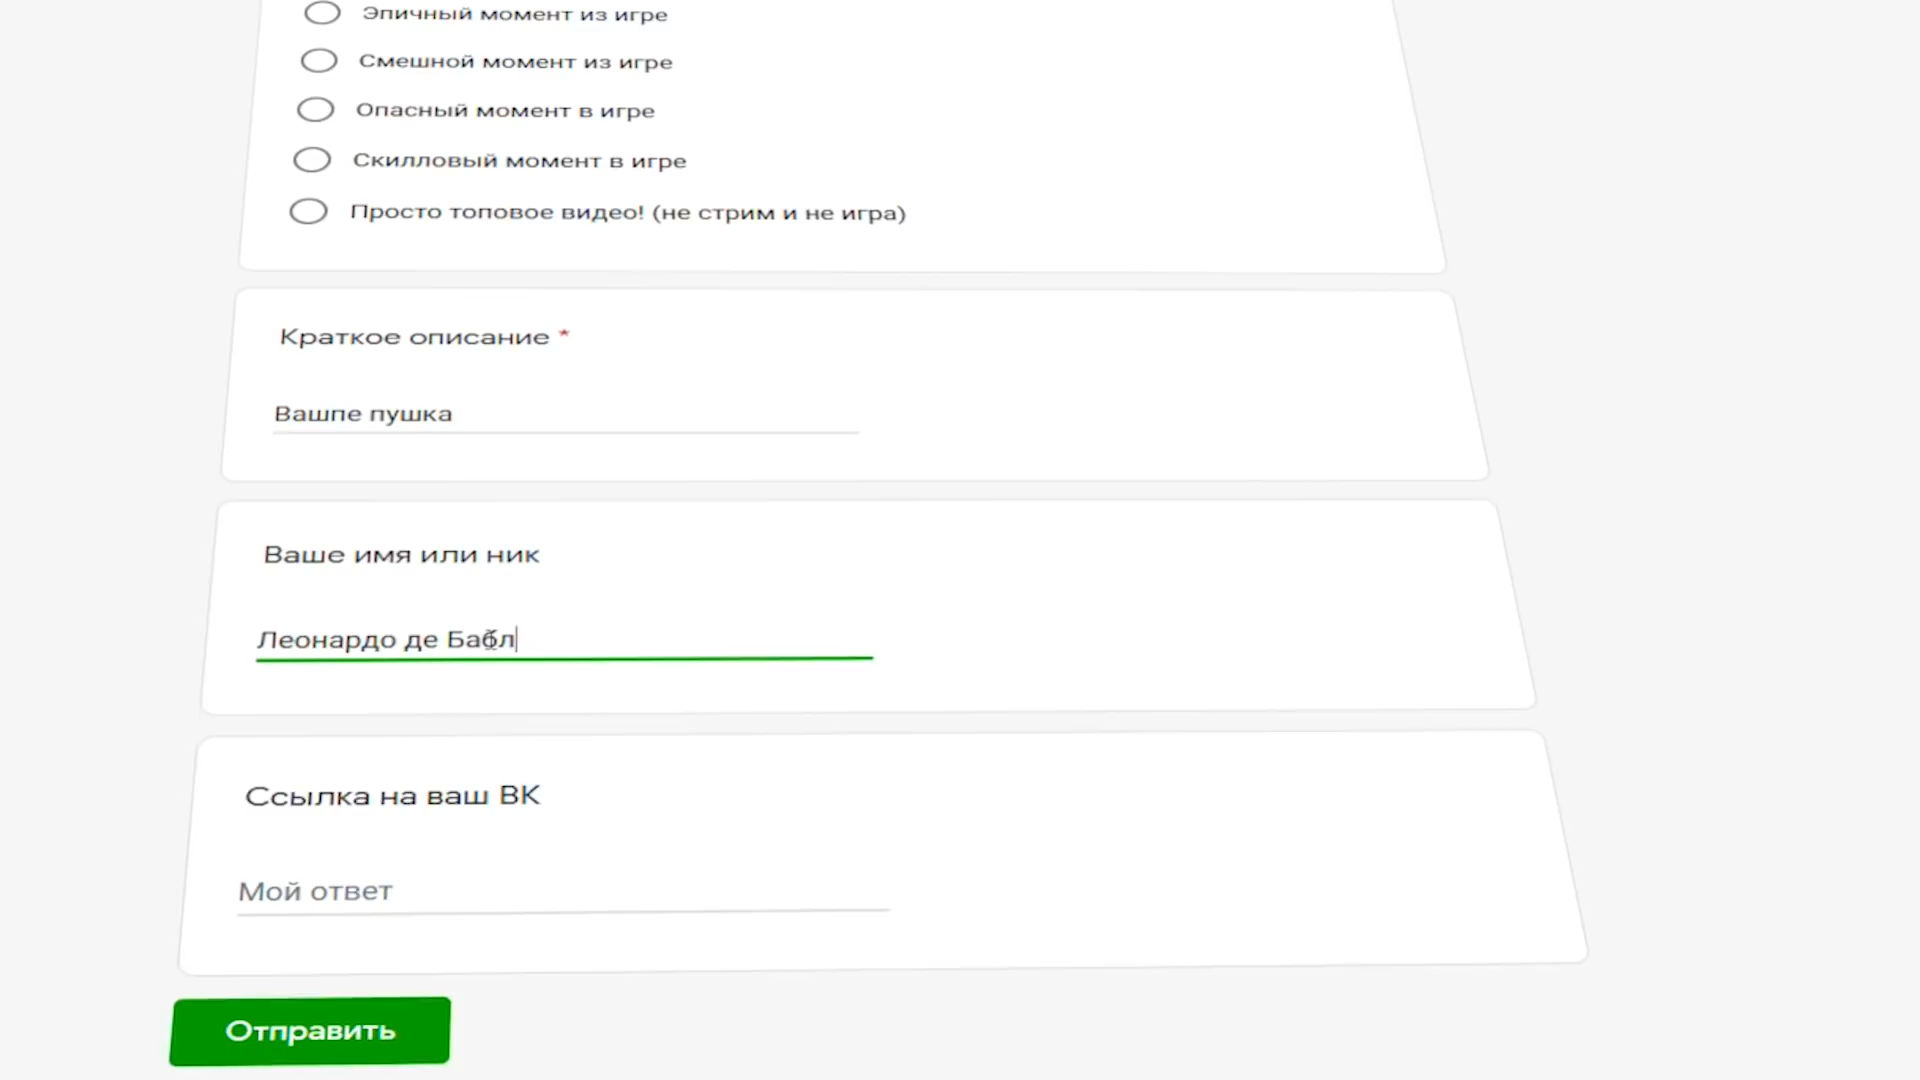 Эпичный момент из игре
Смешной момент из игре
Опасный момент в игре
Скилловый момент в игре
Просто топовое видео! (не стрим и не игра)
Краткое описание *
Вашпе пушка
Ваше имя или ник
Леонардо де Бабл
Ссылка на ваш ВК
Мой ответ
Отправить